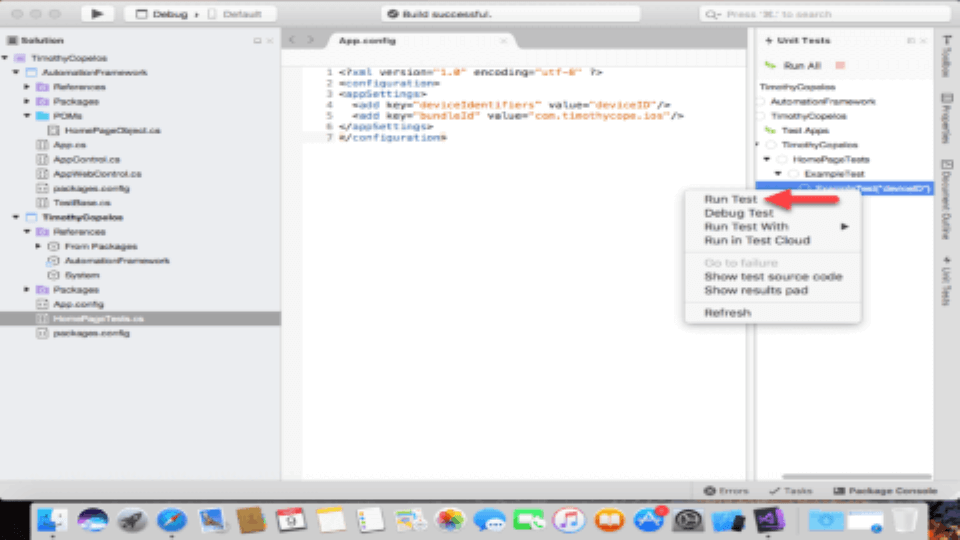 Debug › Default
Build successful.
Press '⌘.' to search
Solution
TimothyCopelos
AutomationFramework
References
Packages
POMs
HomePageObject.cs
App.cs
AppControl.cs
AppWebControl.cs
packages.config
TestBase.cs
TimothyCopelos
References
From Packages
AutomationFramework
System
Packages
App.config
HomePageTests.cs
packages.config
App.config
1 <?xml version="1.0" encoding="utf-8" ?>
2 <configuration>
3 <appSettings>
4 <add key="deviceIdentifiers" value="deviceID"/>
5 <add key="bundleId" value="com.timothycope.ios"/>
6 </appSettings>
7 </configuration>
Unit Tests
Run All
TimothyCopelos
AutomationFramework
TimothyCopelos
Test Apps
TimothyCopelos
HomePageTests
ExampleTest
ExampleTest("deviceID")
Run Test
Debug Test
Run Test With
Run in Test Cloud
Go to failure
Show test source code
Show results pad
Refresh
Toolbox
Properties
Document Outline
Unit Tests
Errors
Tasks
Package Console
9